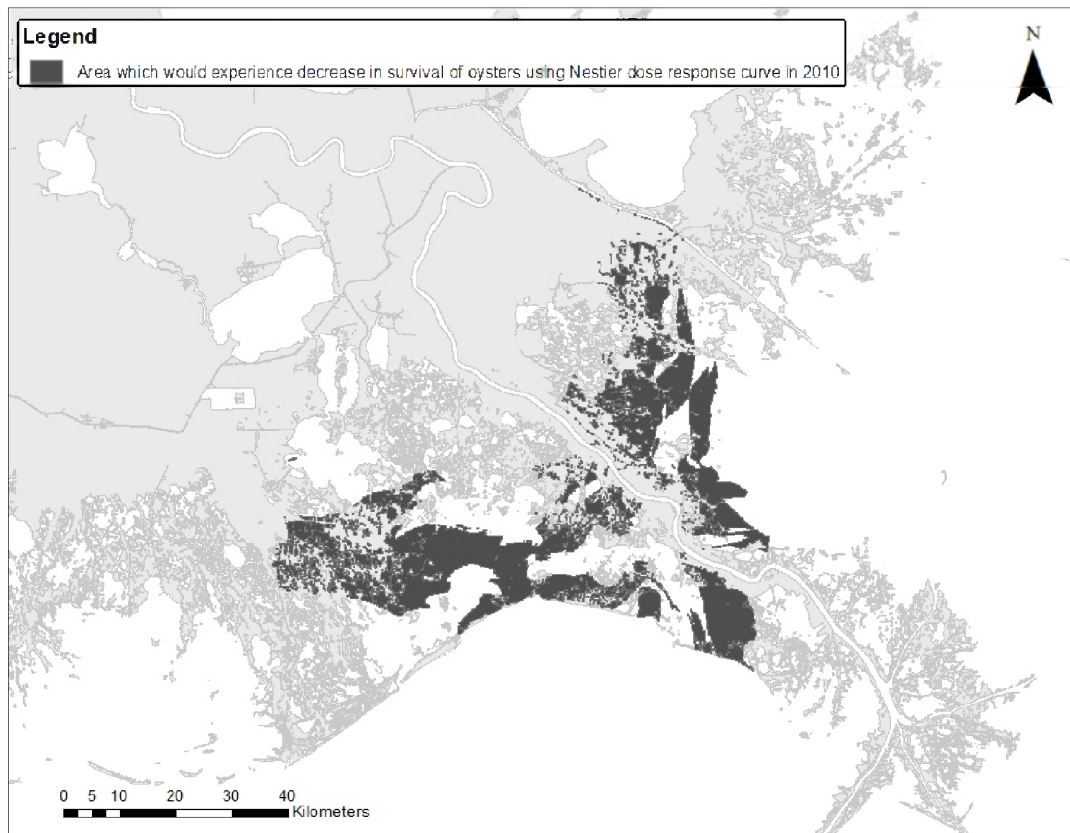 Legend
Area which would experience decrease in survival of oysters using Nestier dose response curve in 2010
N
0 5 10 20 30 40
Kilometers